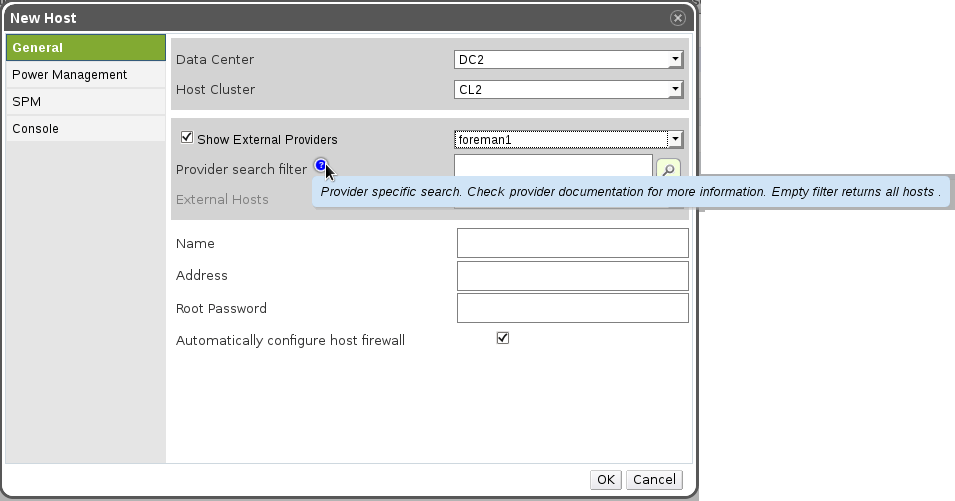 New Host
General
Power Management
SPM
Console
Data Center DC2
Host Cluster CL2
Show External Providers foreman1
Provider search filter ?
Provider specific search. Check provider documentation for more information. Empty filter returns all hosts .
External Hosts
Name
Address
Root Password
Automatically configure host firewall
OK Cancel